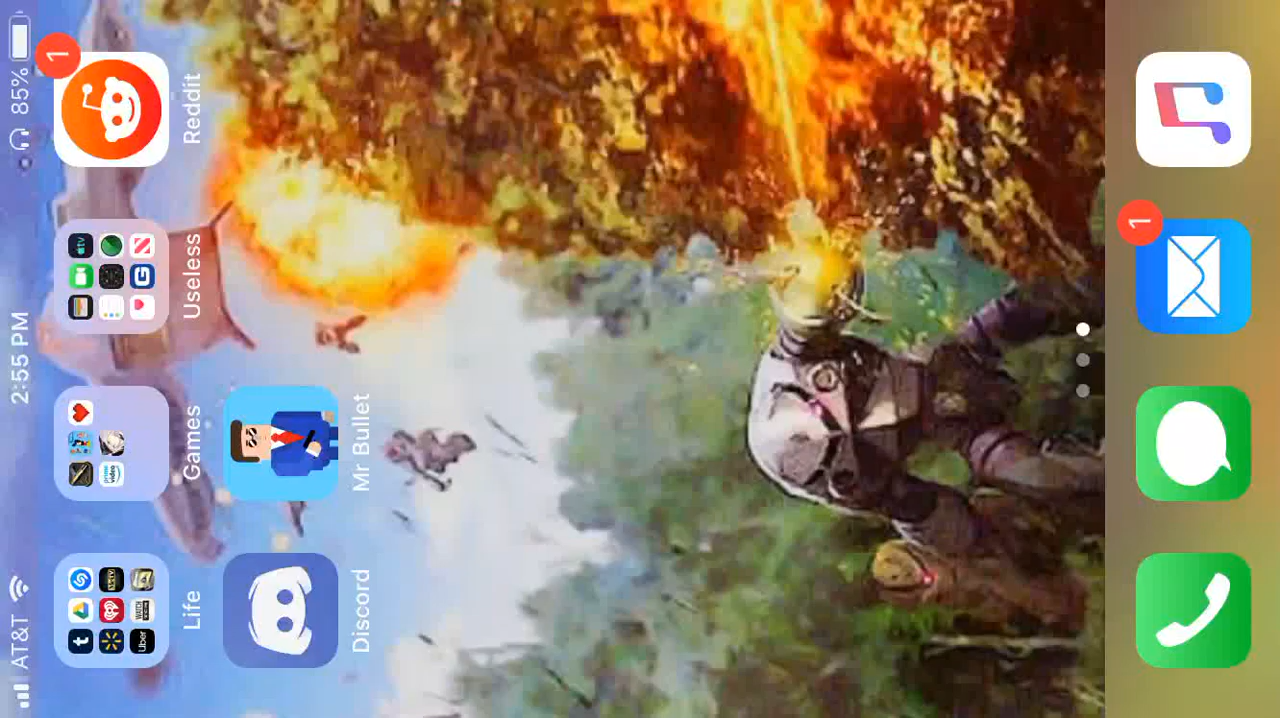 AT&T 2:55 PM 85%
Life
Games
Useless
Reddit
1
Discord
Mr Bullet
1